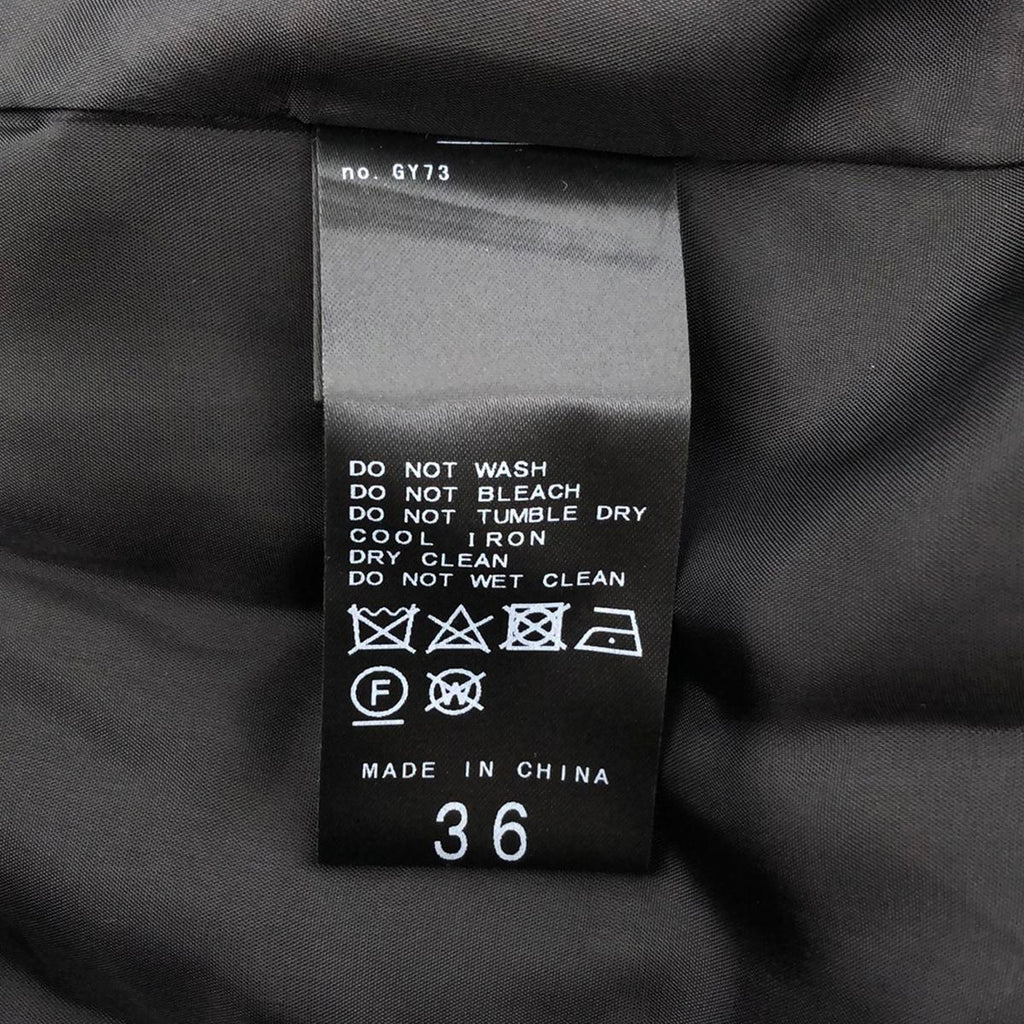 no. GY73
DO NOT WASH
DO NOT BLEACH
DO NOT TUMBLE DRY
COOL IRON
DRY CLEAN
DO NOT WET CLEAN
F W
MADE IN CHINA
36